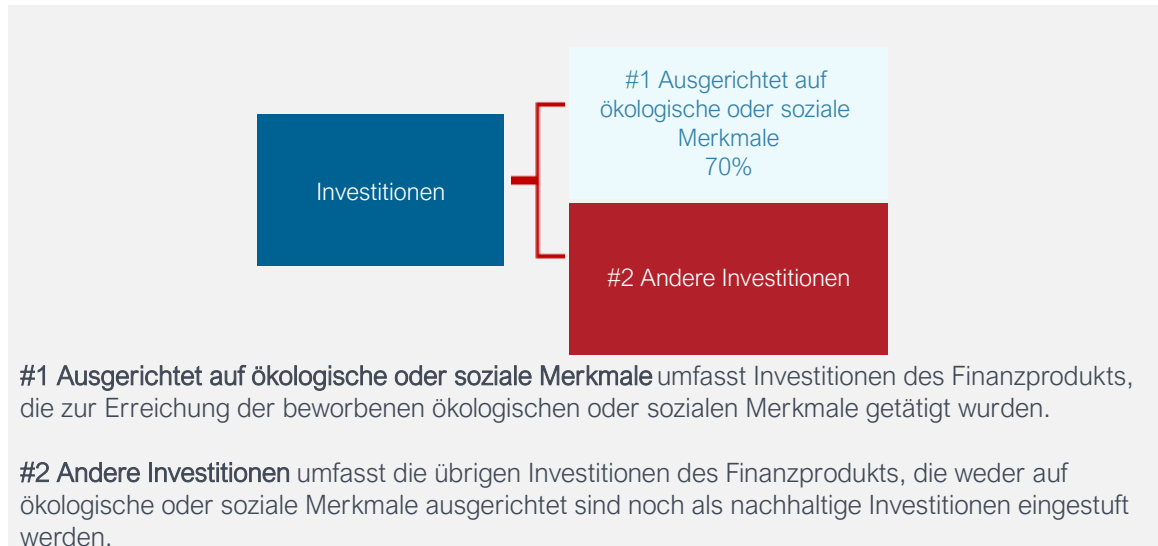 #1 Ausgerichtet auf
ökologische oder soziale
Merkmale
70%
Investitionen
#2 Andere Investitionen
#1 Ausgerichtet auf ökologische oder soziale Merkmale umfasst Investitionen des Finanzprodukts,
die zur Erreichung der beworbenen ökologischen oder sozialen Merkmale getätigt wurden.
#2 Andere Investitionen umfasst die übrigen Investitionen des Finanzprodukts, die weder auf
ökologische oder soziale Merkmale ausgerichtet sind noch als nachhaltige Investitionen eingestuft
werden.